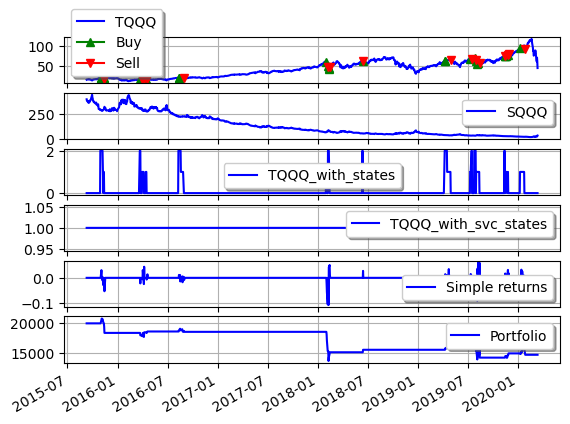 TQQQ
Buy
Sell
100
50
SQQQ
250
0
TQQQ_with_states
2
0
TQQQ_with_svc_states
1.05
1.00
0.95
Simple returns
0.0
−0.1
Portfolio
20000
15000
2015-07
2016-01
2016-07
2017-01
2017-07
2018-01
2018-07
2019-01
2019-07
2020-01